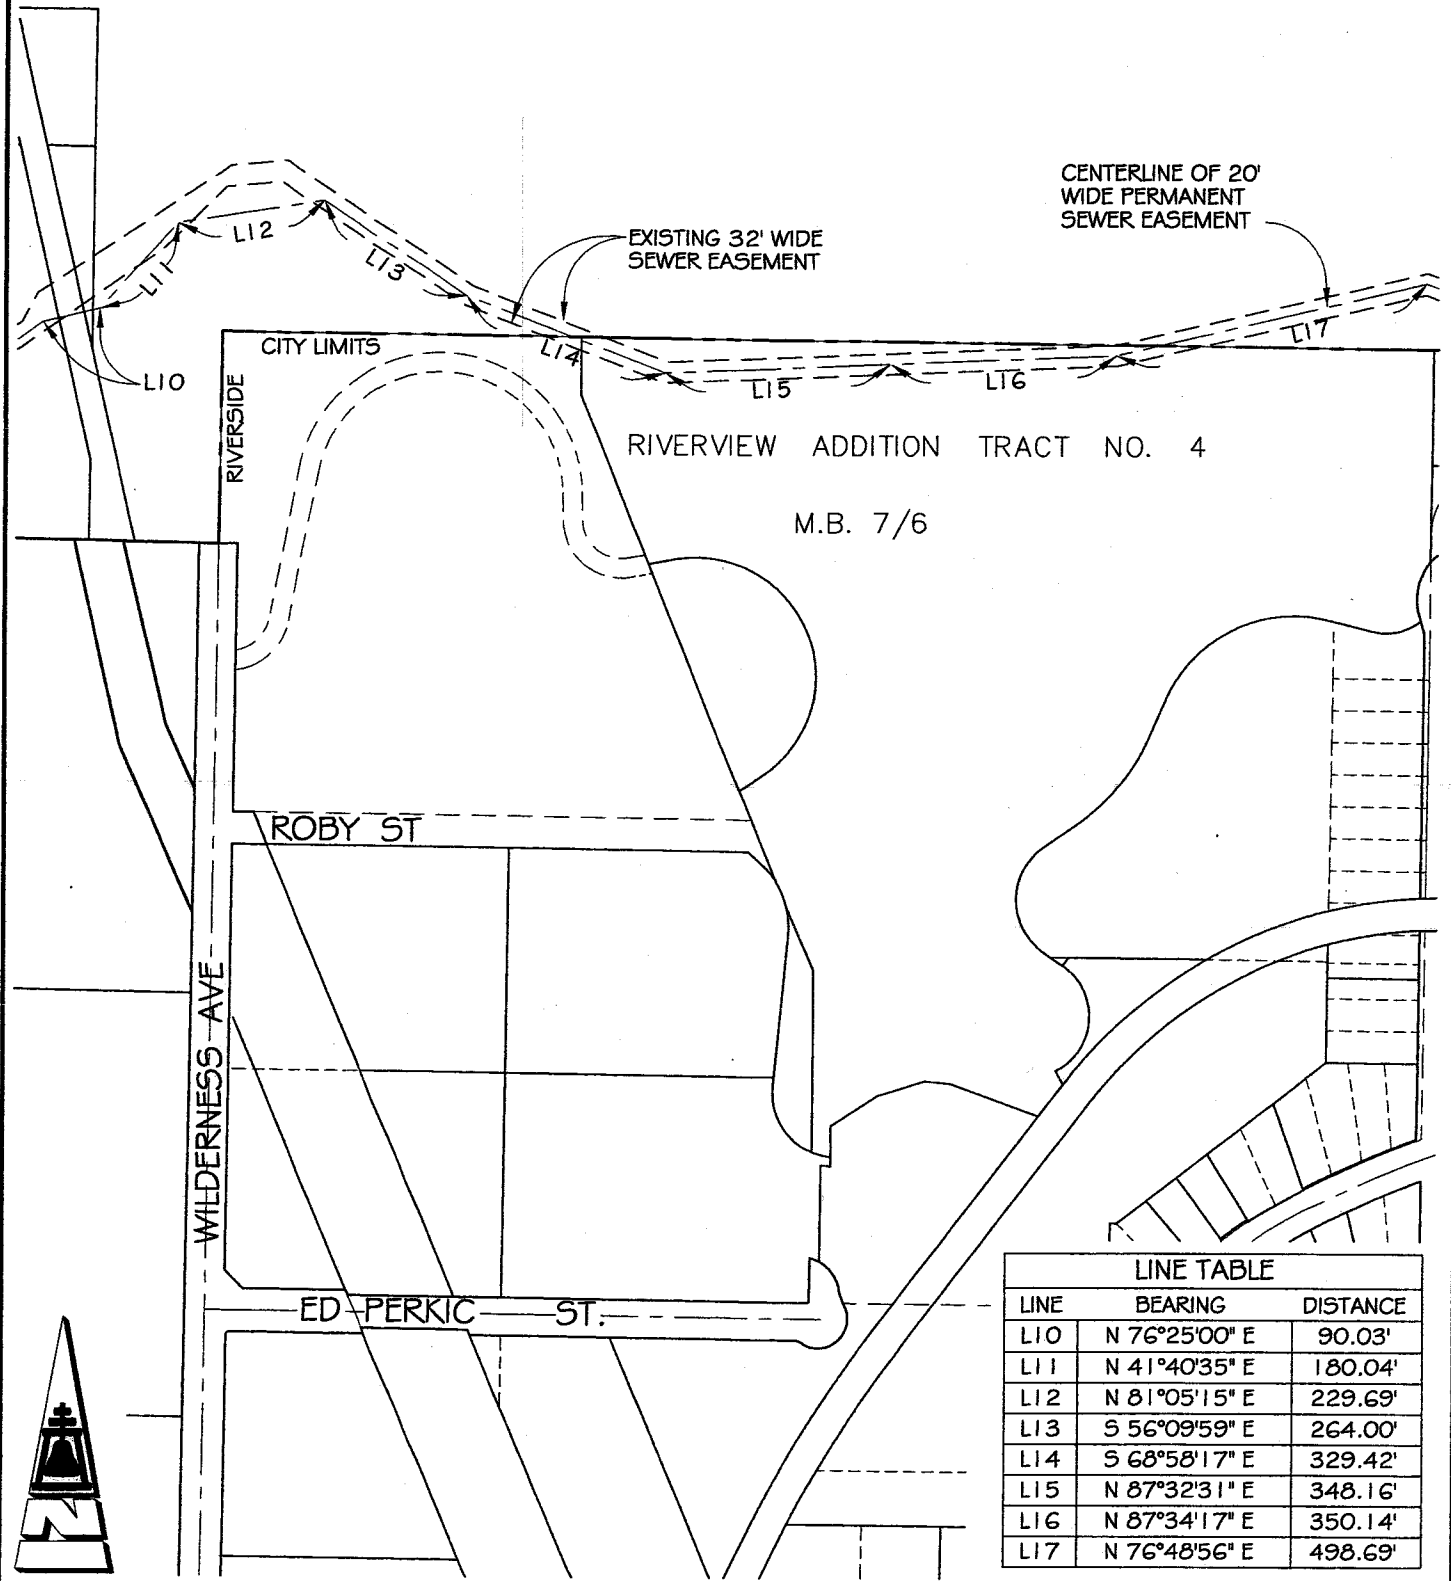 CENTERLINE OF 20'
WIDE PERMANENT
SEWER EASEMENT
EXISTING 32' WIDE
SEWER EASEMENT
L12
L13
L11
L10
L14
L15
L16
L17
CITY LIMITS
RIVERSIDE
RIVERVIEW ADDITION TRACT NO. 4
M.B. 7/6
ROBY ST
WILDERNESS AVE
ED PERKIC ST.
N
LINE TABLE
LINE BEARING DISTANCE
L10 N 76°25'00" E 90.03'
L11 N 41°40'35" E 180.04'
L12 N 81°05'15" E 229.69'
L13 S 56°09'59" E 264.00'
L14 S 68°58'17" E 329.42'
L15 N 87°32'31" E 348.16'
L16 N 87°34'17" E 350.14'
L17 N 76°48'56" E 498.69'